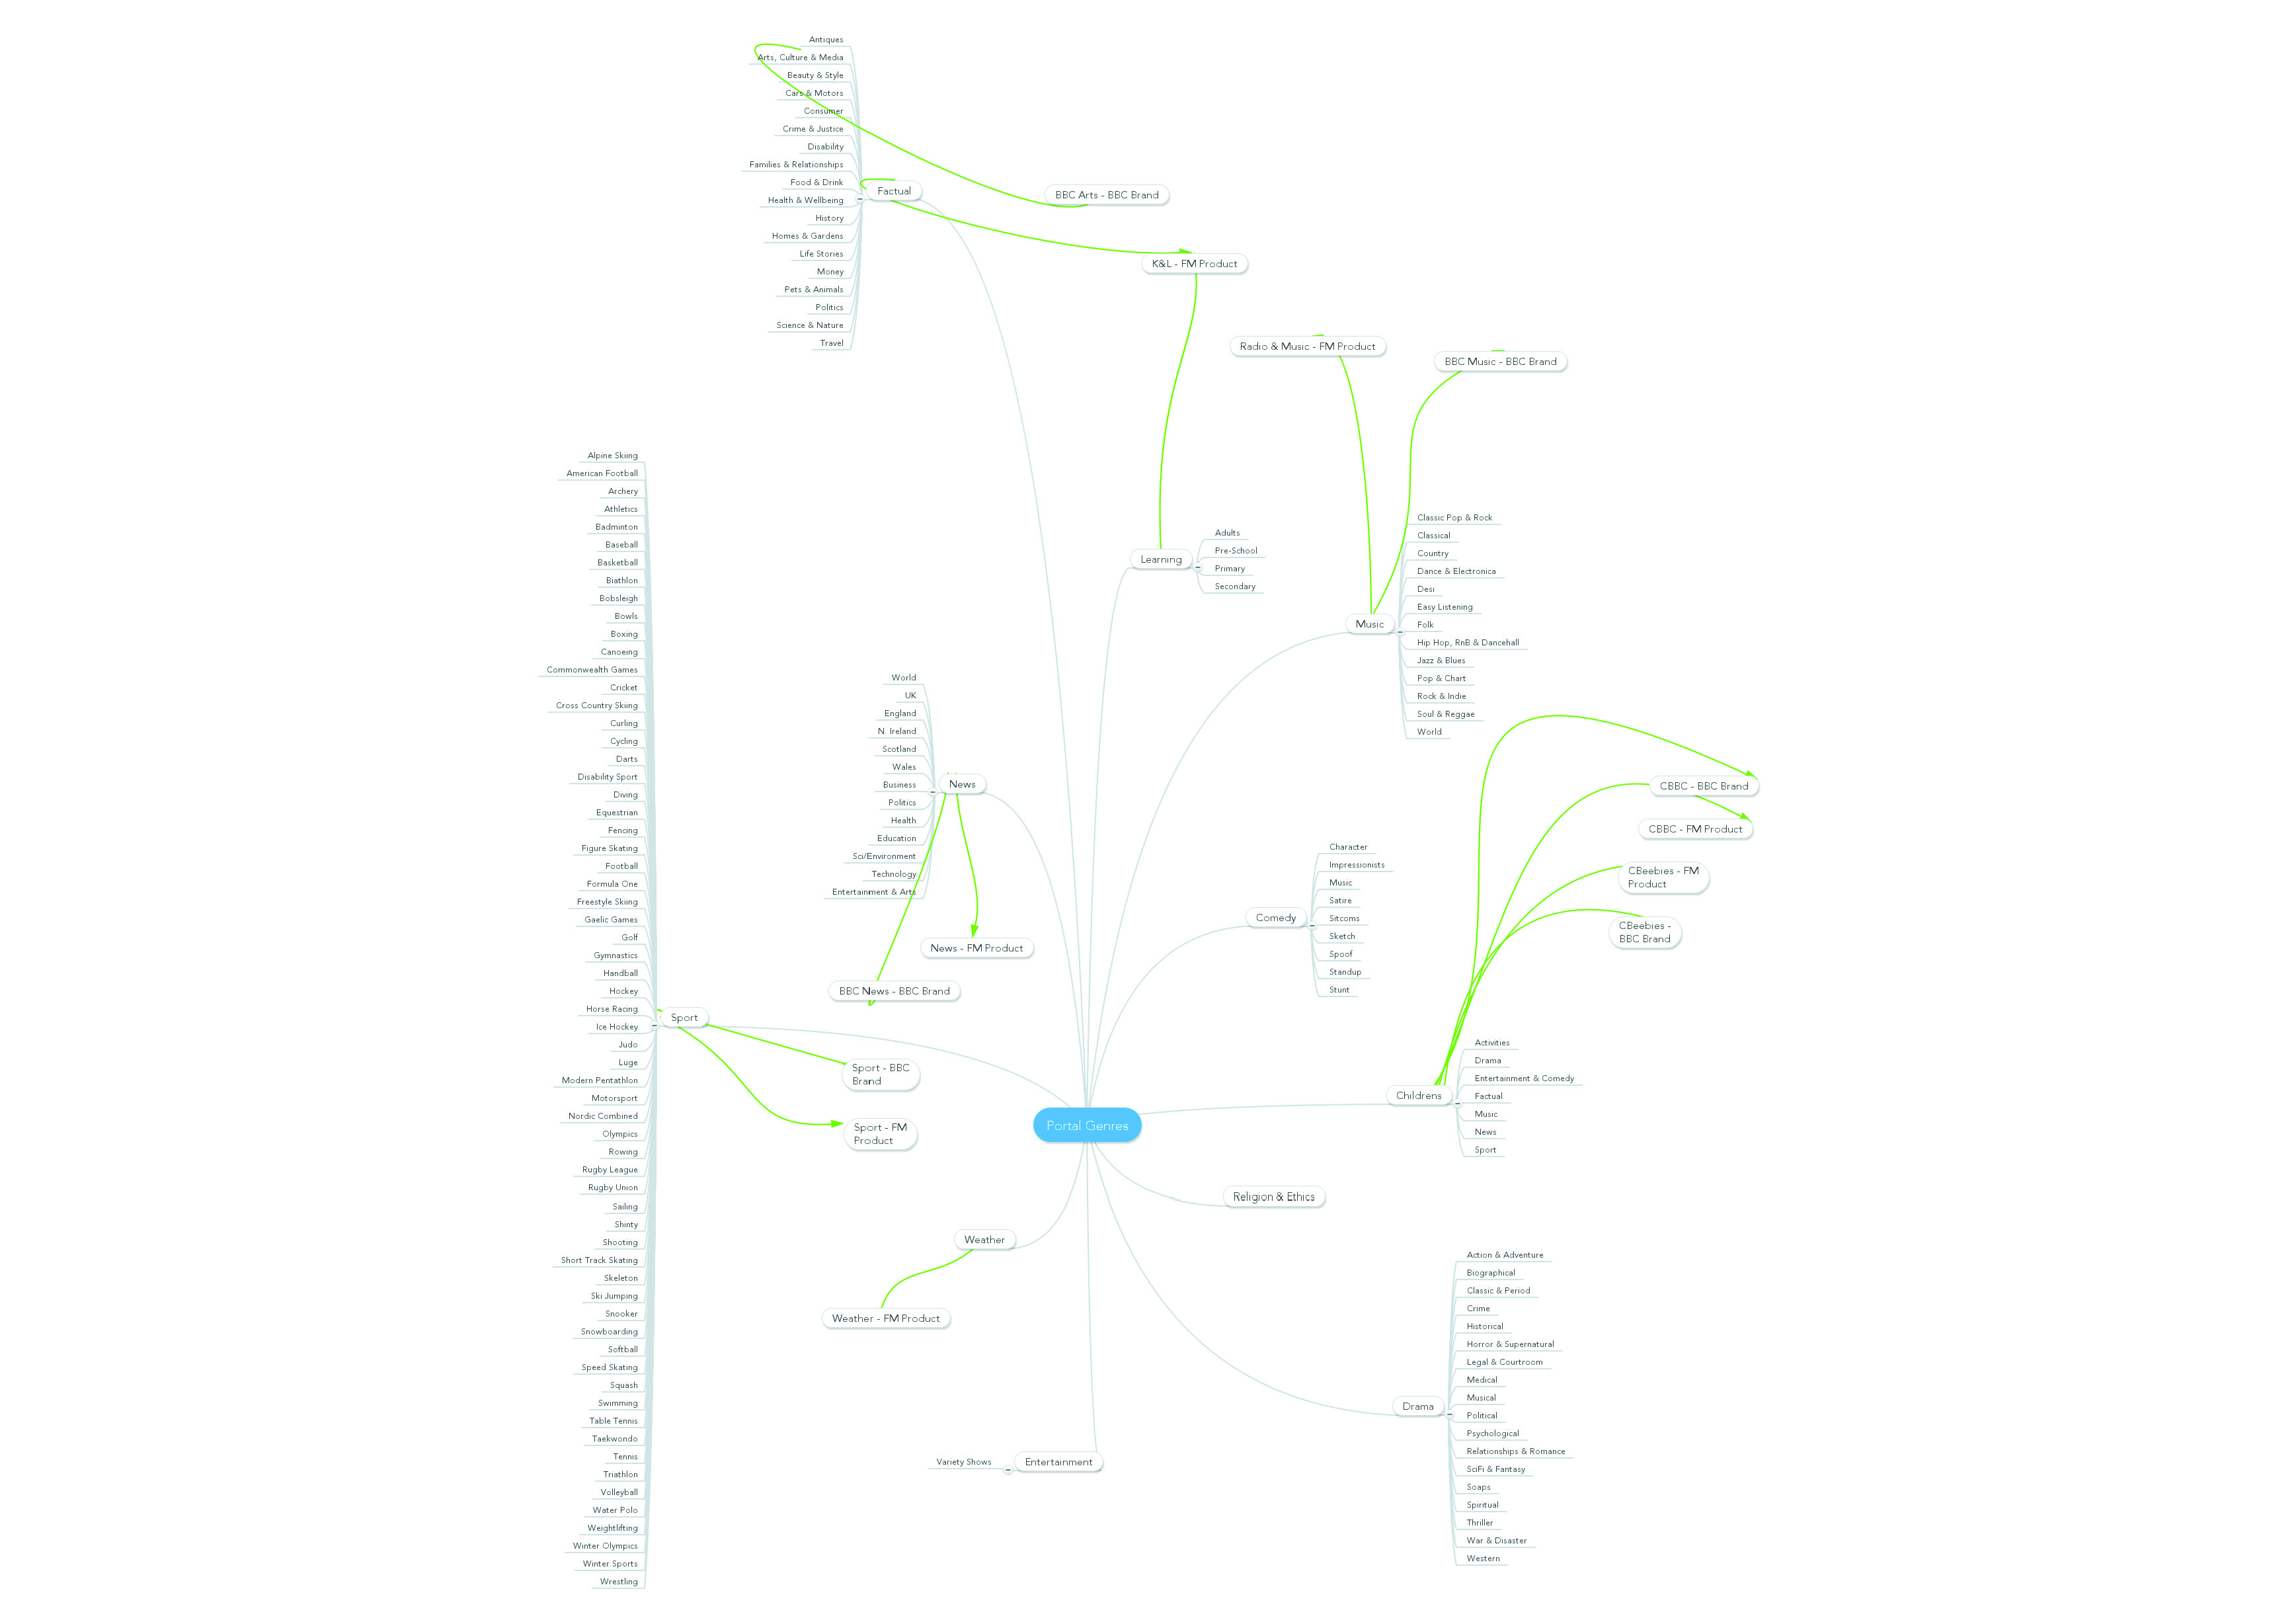 Antiques
Arts, Culture & Media
Beauty & Style
Cars & Motors
Consumer
Crime & Justice
Disability
Families & Relationships
Food & Drink
Health & Wellbeing
History
Homes & Gardens
Life Stories
Money
Pets & Animals
Politics
Science & Nature
Travel
Factual
BBC Arts - BBC Brand
K&L - FM Product
Radio & Music - FM Product
BBC Music - BBC Brand
Learning
Adults
Pre-School
Primary
Secondary
Music
Classic Pop & Rock
Classical
Country
Dance & Electronica
Desi
Easy Listening
Folk
Hip Hop, RnB & Dancehall
Jazz & Blues
Pop & Chart
Rock & Indie
Soul & Reggae
World
Alpine Skiing
American Football
Archery
Athletics
Badminton
Baseball
Basketball
Biathlon
Bobsleigh
Bowls
Boxing
Canoeing
Commonwealth Games
Cricket
Cross Country Skiing
Curling
Cycling
Darts
Disability Sport
Diving
Equestrian
Fencing
Figure Skating
Football
Formula One
Freestyle Skiing
Gaelic Games
Golf
Gymnastics
Handball
Hockey
Horse Racing
Ice Hockey
Judo
Luge
Modern Pentathlon
Motorsport
Nordic Combined
Olympics
Rowing
Rugby League
Rugby Union
Sailing
Shinty
Shooting
Short Track Skating
Skeleton
Ski Jumping
Snooker
Snowboarding
Softball
Speed Skating
Squash
Swimming
Table Tennis
Taekwondo
Tennis
Triathlon
Volleyball
Water Polo
Weightlifting
Winter Olympics
Winter Sports
Wrestling
Sport
Sport - BBC
Brand
Sport - FM
Product
World
UK
England
N. Ireland
Scotland
Wales
Business
Politics
Health
Education
Sci/Environment
Technology
Entertainment & Arts
News
News - FM Product
BBC News - BBC Brand
CBBC - BBC Brand
CBBC - FM Product
CBeebies - FM
Product
CBeebies -
BBC Brand
Comedy
Character
Impressionists
Music
Satire
Sitcoms
Sketch
Spoof
Standup
Stunt
Childrens
Activities
Drama
Entertainment & Comedy
Factual
Music
News
Sport
Portal Genres
Religion & Ethics
Weather
Weather - FM Product
Drama
Action & Adventure
Biographical
Classic & Period
Crime
Historical
Horror & Supernatural
Legal & Courtroom
Medical
Musical
Political
Psychological
Relationships & Romance
SciFi & Fantasy
Soaps
Spiritual
Thriller
War & Disaster
Western
Variety Shows
Entertainment